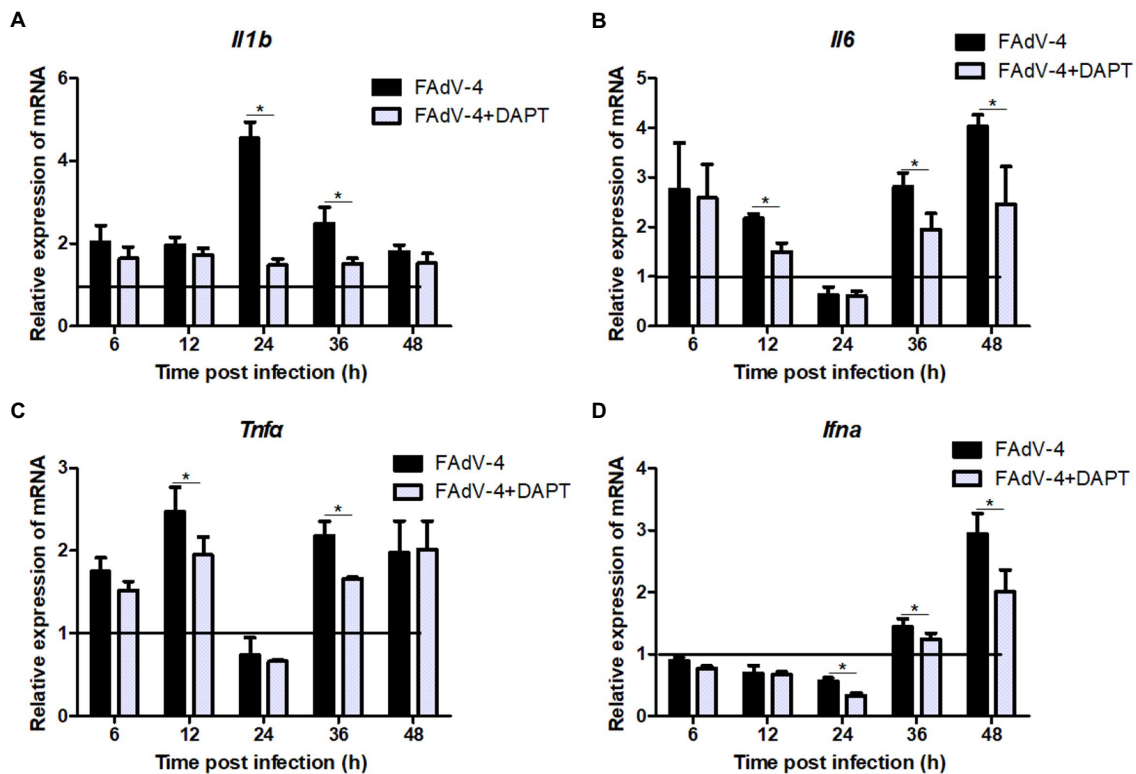 A
Il1b
FAdV-4
FAdV-4+DAPT
Relative expression of mRNA
6
4
2
0
*
*
6 12 24 36 48
Time post infection (h)
B
Il6
FAdV-4
FAdV-4+DAPT
Relative expression of mRNA
5
4
3
2
1
0
*
*
*
6 12 24 36 48
Time post infection (h)
C
Tnfα
FAdV-4
FAdV-4+DAPT
Relative expression of mRNA
3
2
1
0
*
*
6 12 24 36 48
Time post infection (h)
D
Ifna
FAdV-4
FAdV-4+DAPT
Relative expression of mRNA
4
3
2
1
0
*
*
*
6 12 24 36 48
Time post infection (h)